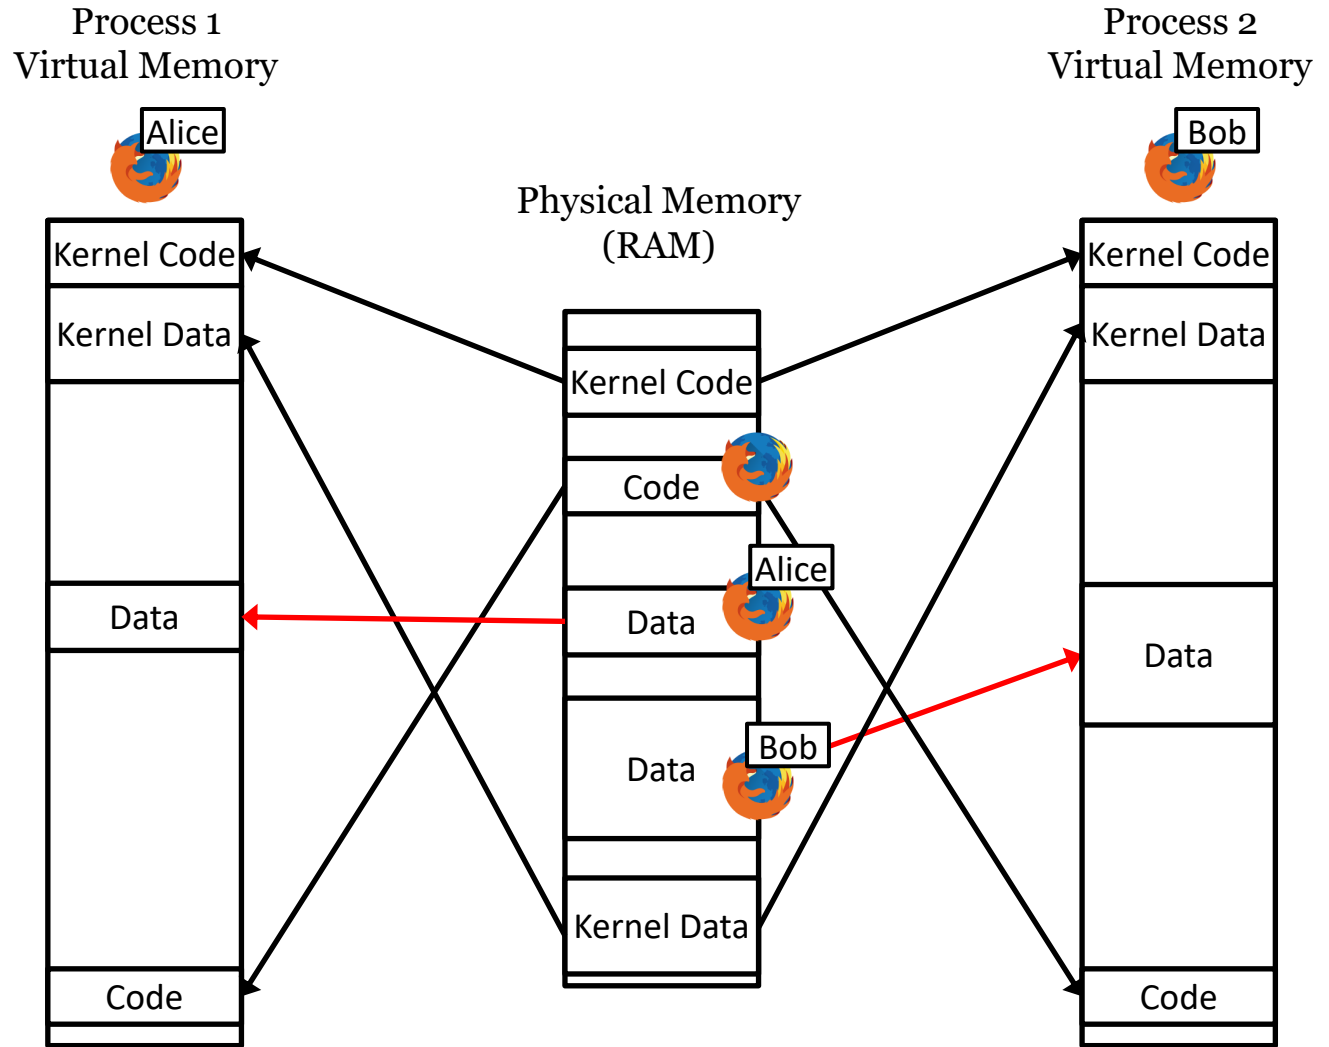 Process 1
Virtual Memory
Alice
Kernel Code
Kernel Data
Data
Code
Physical Memory
(RAM)
Kernel Code
Code
Alice
Data
Bob
Data
Kernel Data
Process 2
Virtual Memory
Bob
Kernel Code
Kernel Data
Data
Code